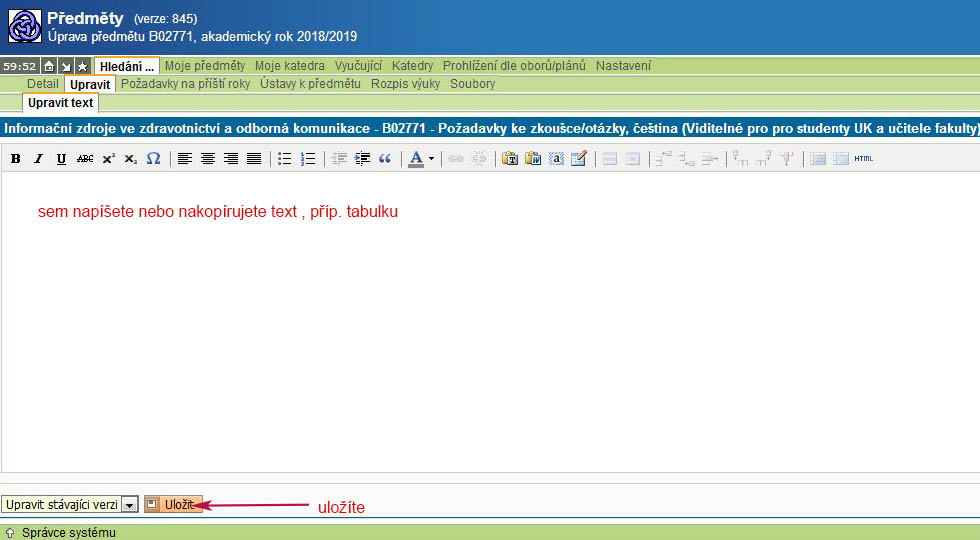 Předměty (verze: 845)
Úprava předmětu B02771, akademický rok 2018/2019
59:52 Hledání ... Moje předměty Moje katedra Vyučující Katedry Prohlížení dle oborů/plánů Nastavení
Detail Upravit Požadavky na příští roky Ústavy k předmětu Rozpis výuky Soubory
Upravit text
Informační zdroje ve zdravotnictví a odborná komunikace - B02771 - Požadavky ke zkoušce/otázky, čeština (Viditelné pro pro studenty UK a učitele fakulty)
B I U ABC x² x₂ Ω A HTML
sem napíšete nebo nakopírujete text , příp. tabulku
Upravit stávajíci verzi Uložit uložíte
Správce systému